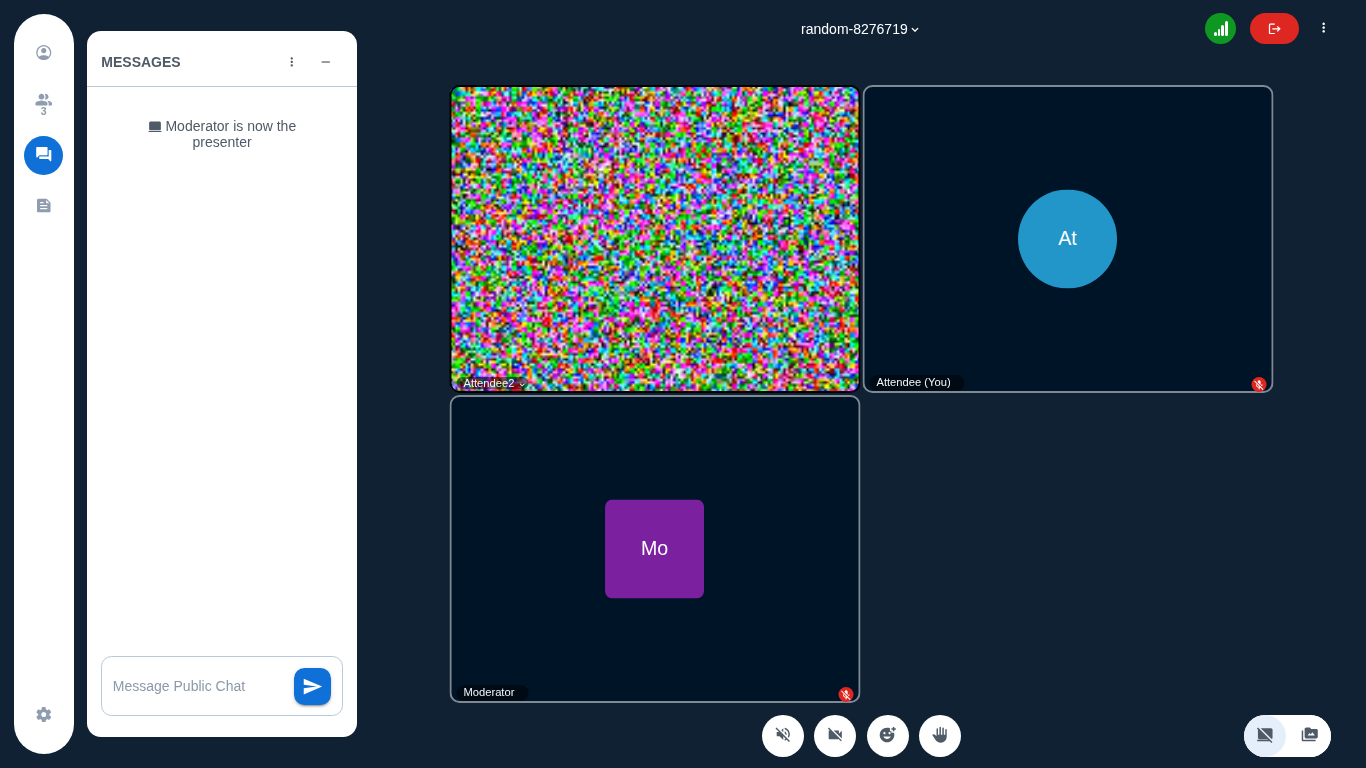 3
MESSAGES
Moderator is now the
presenter
Message Public Chat
random-8276719
Attendee2
At
Attendee (You)
Mo
Moderator